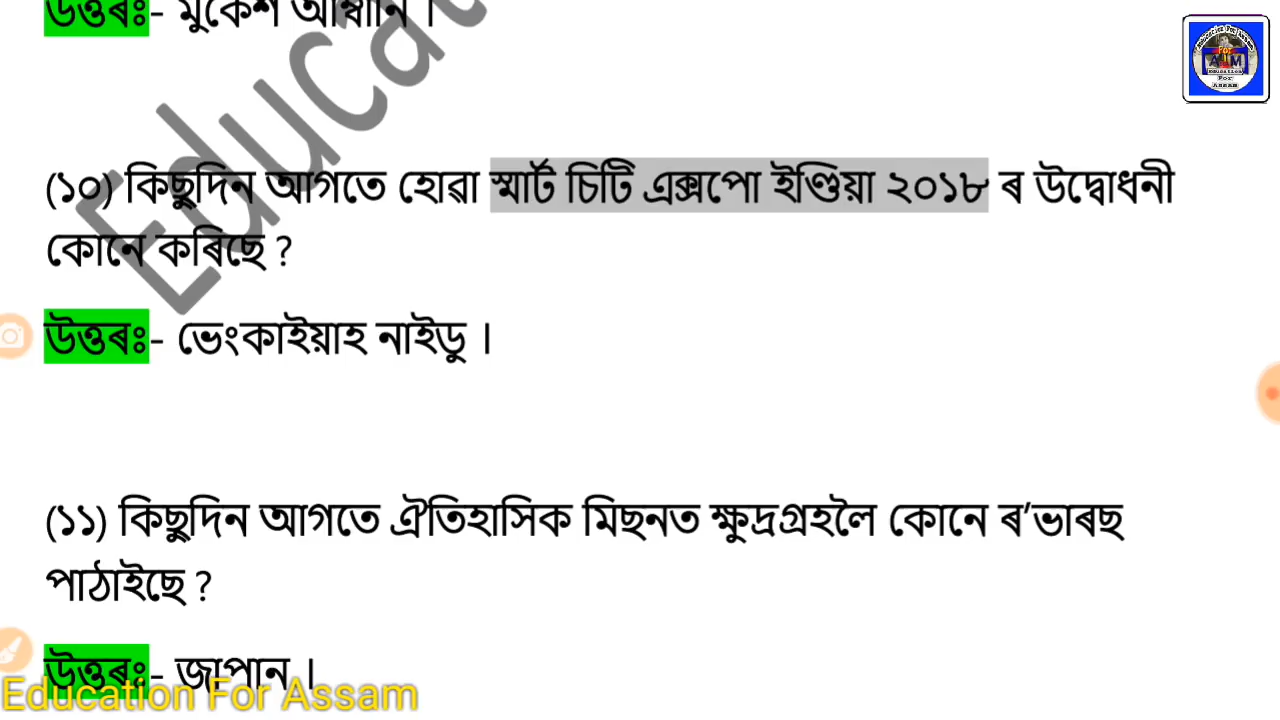 উত্তৰঃ- মুকেশ আম্বানি ।
Educat
(১০) কিছুদিন আগতে হোৱা স্মাৰ্ট চিটি এক্সপো ইণ্ডিয়া ২০১৮ ৰ উদ্বোধনী
কোনে কৰিছে ?
উত্তৰঃ- ভেংকাইয়াহ নাইডু ।
(১১) কিছুদিন আগতে ঐতিহাসিক মিছনত ক্ষুদ্ৰগ্ৰহলৈ কোনে ৰ’ভাৰছ
পাঠাইছে ?
উত্তৰঃ- জাপান ।
Education For Assam